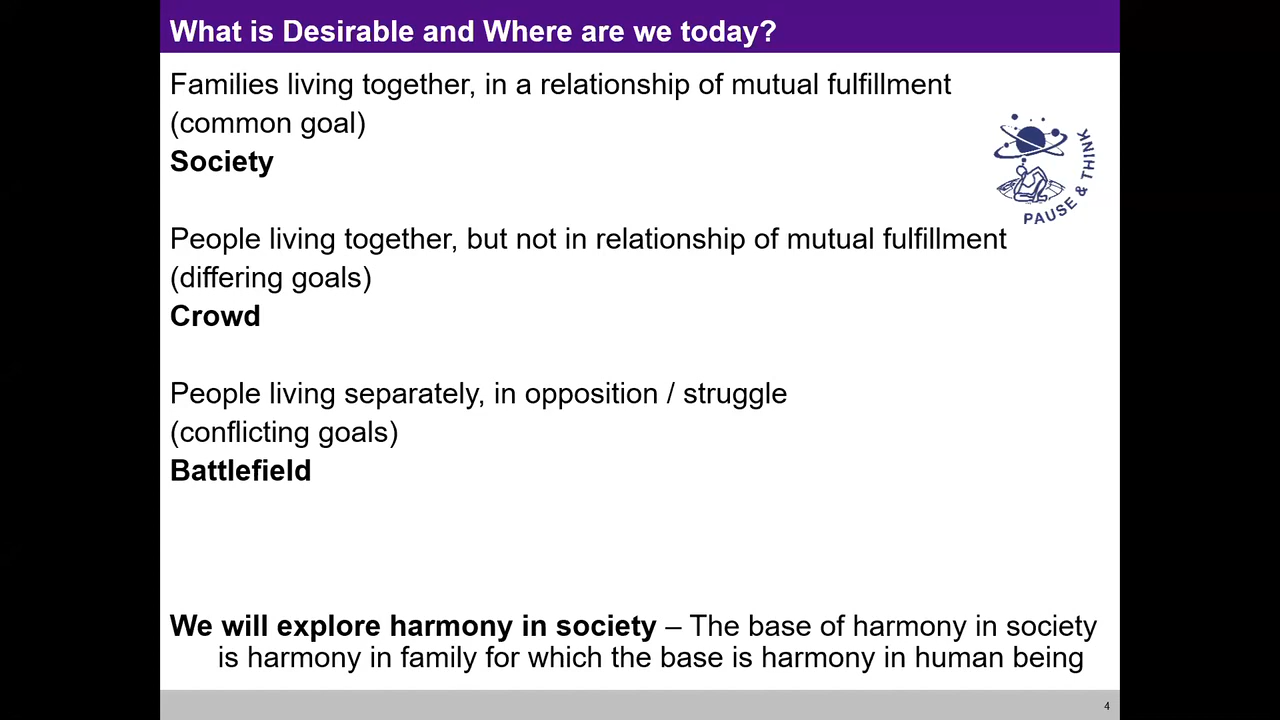 What is Desirable and Where are we today?
Families living together, in a relationship of mutual fulfillment
(common goal)
Society
PAUSE & THINK
People living together, but not in relationship of mutual fulfillment
(differing goals)
Crowd
People living separately, in opposition / struggle
(conflicting goals)
Battlefield
We will explore harmony in society – The base of harmony in society
is harmony in family for which the base is harmony in human being
4